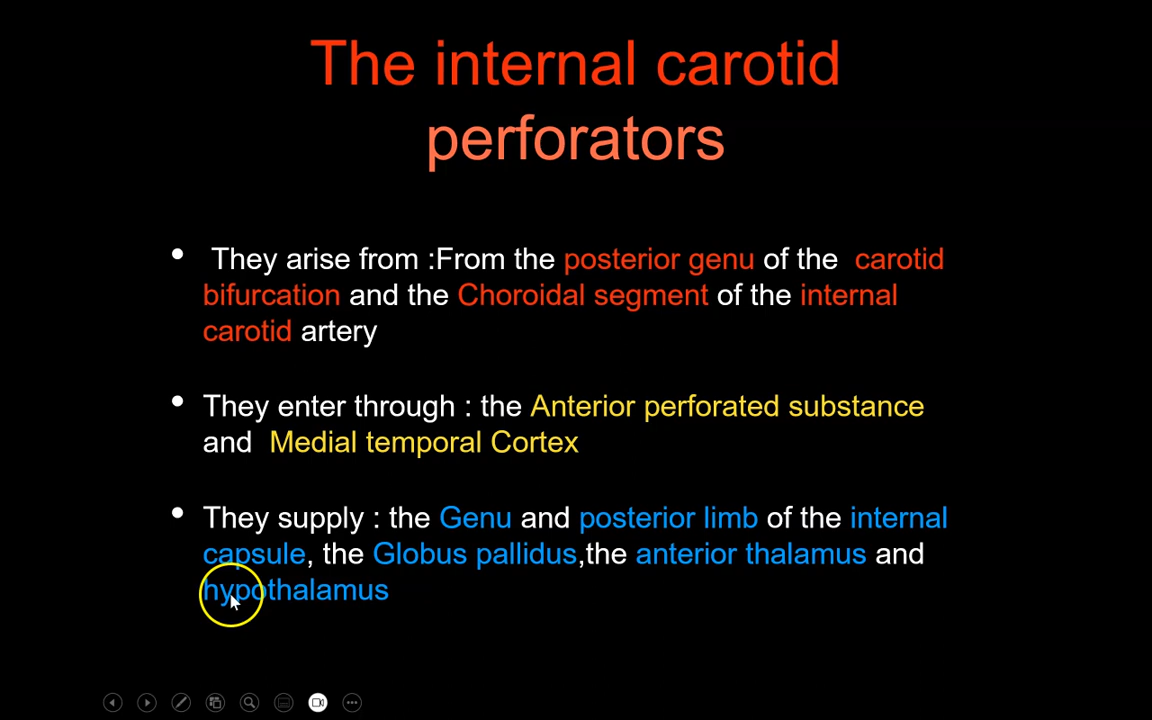 The internal carotid
perforators
• They arise from :From the posterior genu of the carotid
bifurcation and the Choroidal segment of the internal
carotid artery
• They enter through : the Anterior perforated substance
and Medial temporal Cortex
• They supply : the Genu and posterior limb of the internal
capsule, the Globus pallidus,the anterior thalamus and
hypothalamus